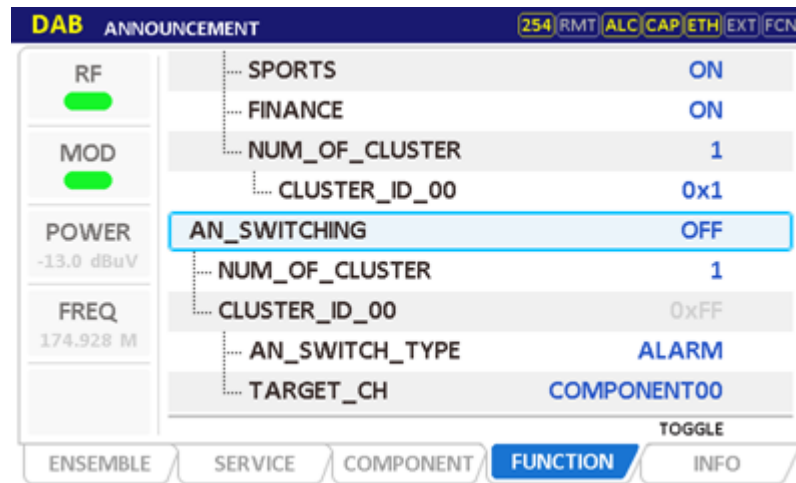 DAB ANNOUNCEMENT 254 RMT ALC CAP ETH EXT FCN
RF
MOD
POWER
-13.0 dBuV
FREQ
174.928 M
SPORTS ON
FINANCE ON
NUM_OF_CLUSTER 1
CLUSTER_ID_00 0x1
AN_SWITCHING OFF
NUM_OF_CLUSTER 1
CLUSTER_ID_00 0xFF
AN_SWITCH_TYPE ALARM
TARGET_CH COMPONENT00
TOGGLE
ENSEMBLE SERVICE COMPONENT FUNCTION INFO